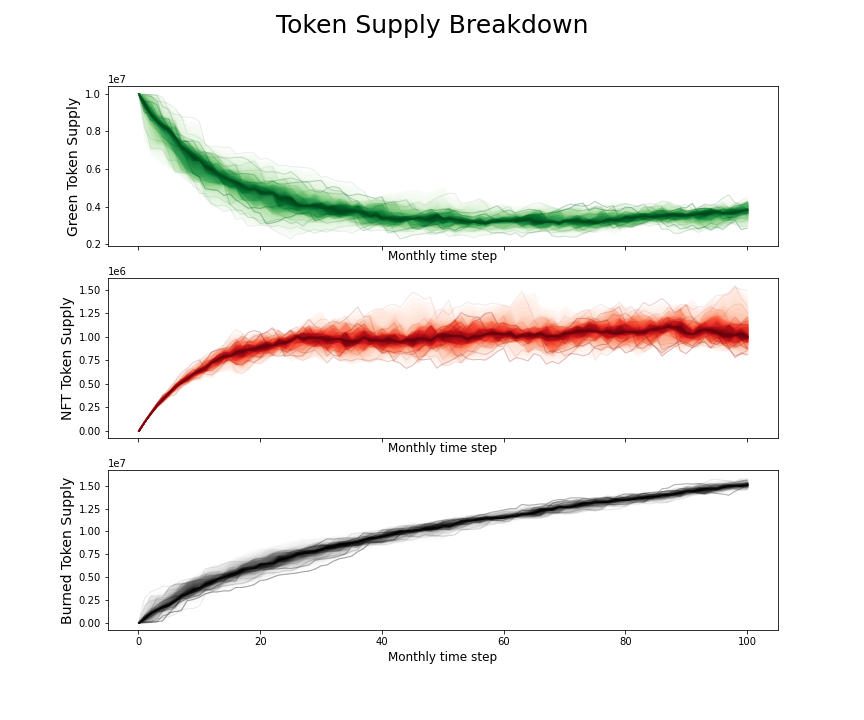 Token Supply Breakdown
1e7
Green Token Supply
1.0
0.8
0.6
0.4
0.2
Monthly time step
1e6
NFT Token Supply
1.50
1.25
1.00
0.75
0.50
0.25
0.00
Monthly time step
1e7
Burned Token Supply
1.50
1.25
1.00
0.75
0.50
0.25
0.00
0 20 40 60 80 100
Monthly time step